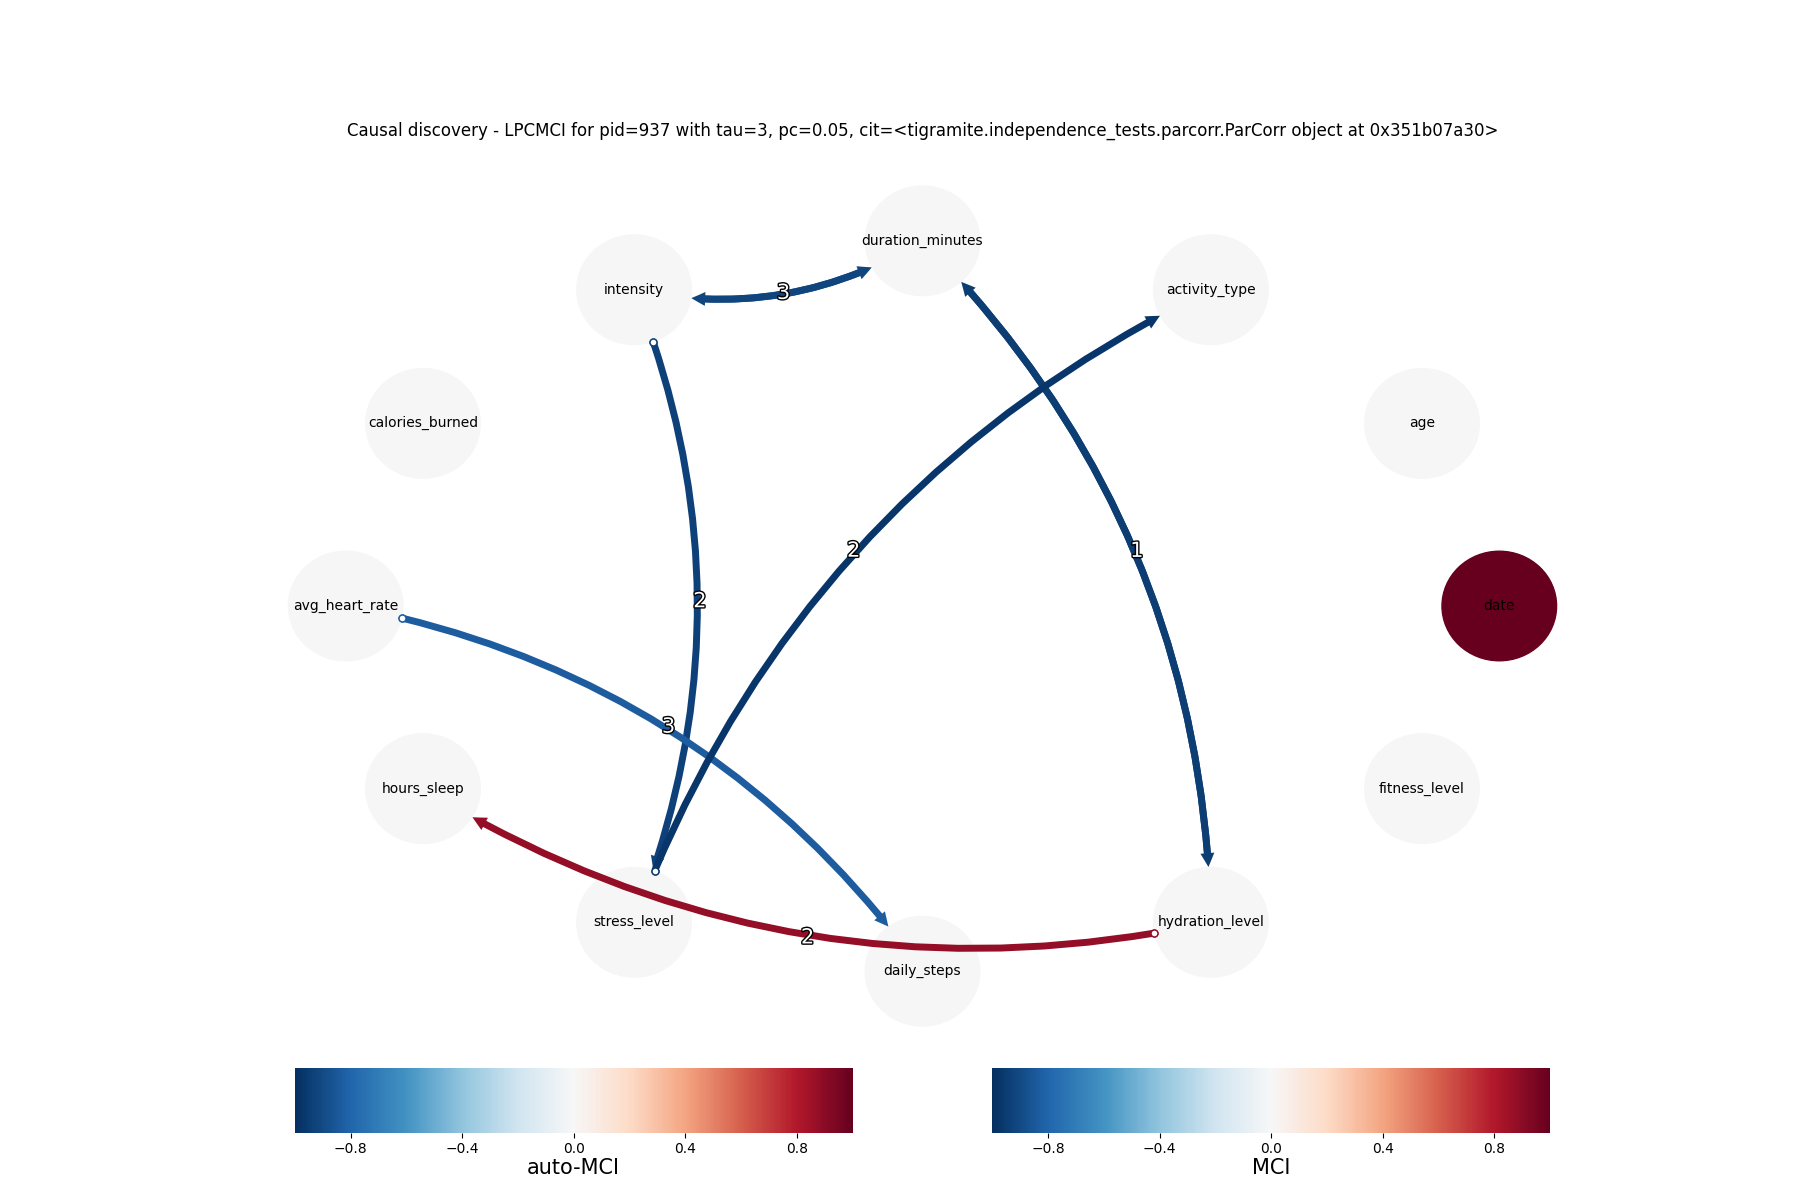 Causal discovery - LPCMCI for pid=937 with tau=3, pc=0.05, cit=<tigramite.independence_tests.parcorr.ParCorr object at 0x351b07a30>
duration_minutes
intensity
activity_type
3
calories_burned
age
2
1
2
avg_heart_rate
date
3
hours_sleep
fitness_level
stress_level
hydration_level
2
daily_steps
−0.8 −0.4 0.0 0.4 0.8
auto-MCI
−0.8 −0.4 0.0 0.4 0.8
MCI